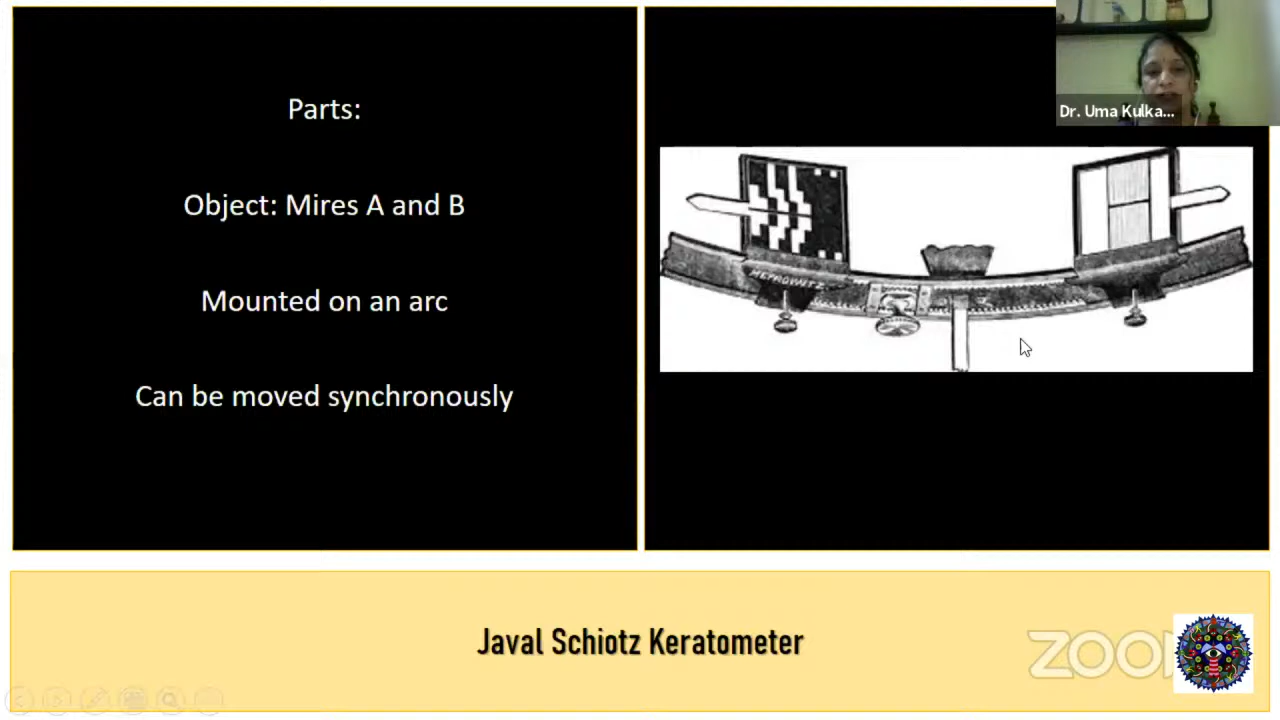 Parts:
Object: Mires A and B
Mounted on an arc
Can be moved synchronously
Dr. Uma Kulka...
MEYROWITZ
Javal Schiotz Keratometer
ZOOM